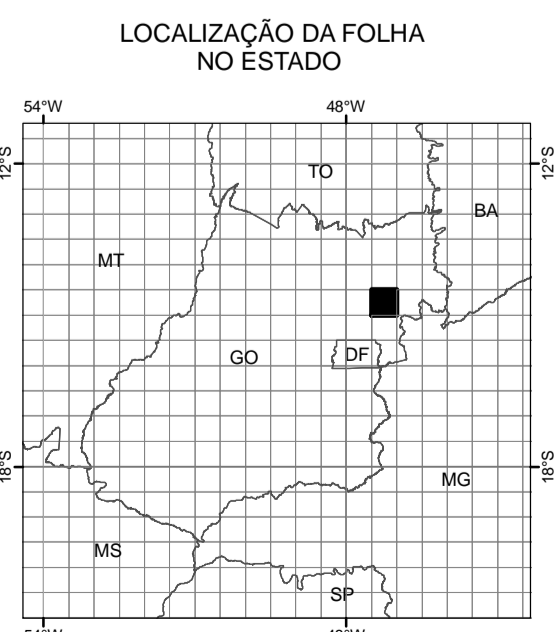 LOCALIZAÇÃO DA FOLHA
NO ESTADO
54°W 48°W
12°S 12°S
TO
BA
MT
GO
DF
18°S 18°S
MG
MS
SP